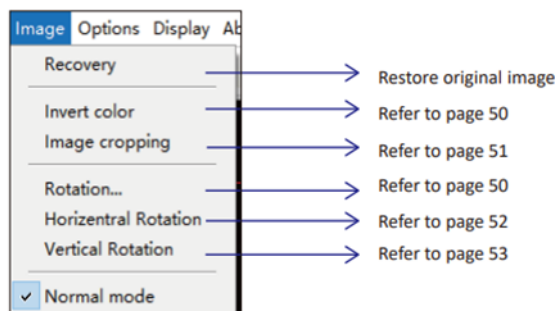 Image Options Display Ab
Recovery
Restore original image
Invert color
Refer to page 50
Image cropping
Refer to page 51
Rotation...
Refer to page 50
Horizentral Rotation
Refer to page 52
Vertical Rotation
Refer to page 53
Normal mode